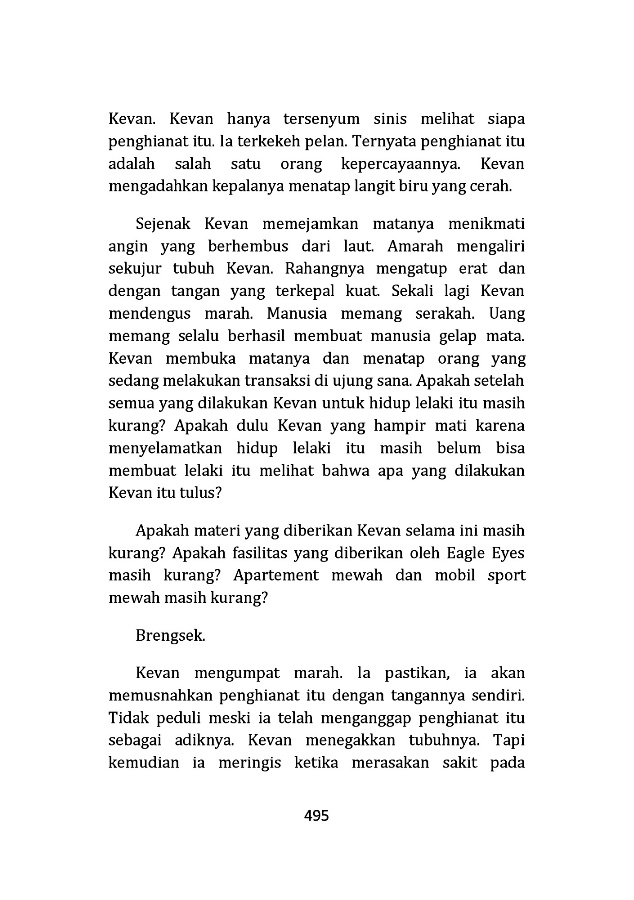 Kevan. Kevan hanya tersenyum sinis melihat siapa
penghianat itu. Ia terkekeh pelan. Ternyata penghianat itu
adalah salah satu orang kepercayaannya. Kevan
mengadahkan kepalanya menatap langit biru yang cerah.
Sejenak Kevan memejamkan matanya menikmati
angin yang berhembus dari laut. Amarah mengaliri
sekujur tubuh Kevan. Rahangnya mengatup erat dan
dengan tangan yang terkepal kuat. Sekali lagi Kevan
mendengus marah. Manusia memang serakah. Uang
memang selalu berhasil membuat manusia gelap mata.
Kevan membuka matanya dan menatap orang yang
sedang melakukan transaksi di ujung sana. Apakah setelah
semua yang dilakukan Kevan untuk hidup lelaki itu masih
kurang? Apakah dulu Kevan yang hampir mati karena
menyelamatkan hidup lelaki itu masih belum bisa
membuat lelaki itu melihat bahwa apa yang dilakukan
Kevan itu tulus?
Apakah materi yang diberikan Kevan selama ini masih
kurang? Apakah fasilitas yang diberikan oleh Eagle Eyes
masih kurang? Apartement mewah dan mobil sport
mewah masih kurang?
Brengsek.
Kevan mengumpat marah. Ia pastikan, ia akan
memusnahkan penghianat itu dengan tangannya sendiri.
Tidak peduli meski ia telah menganggap penghianat itu
sebagai adiknya. Kevan menegakkan tubuhnya. Tapi
kemudian ia meringis ketika merasakan sakit pada
495